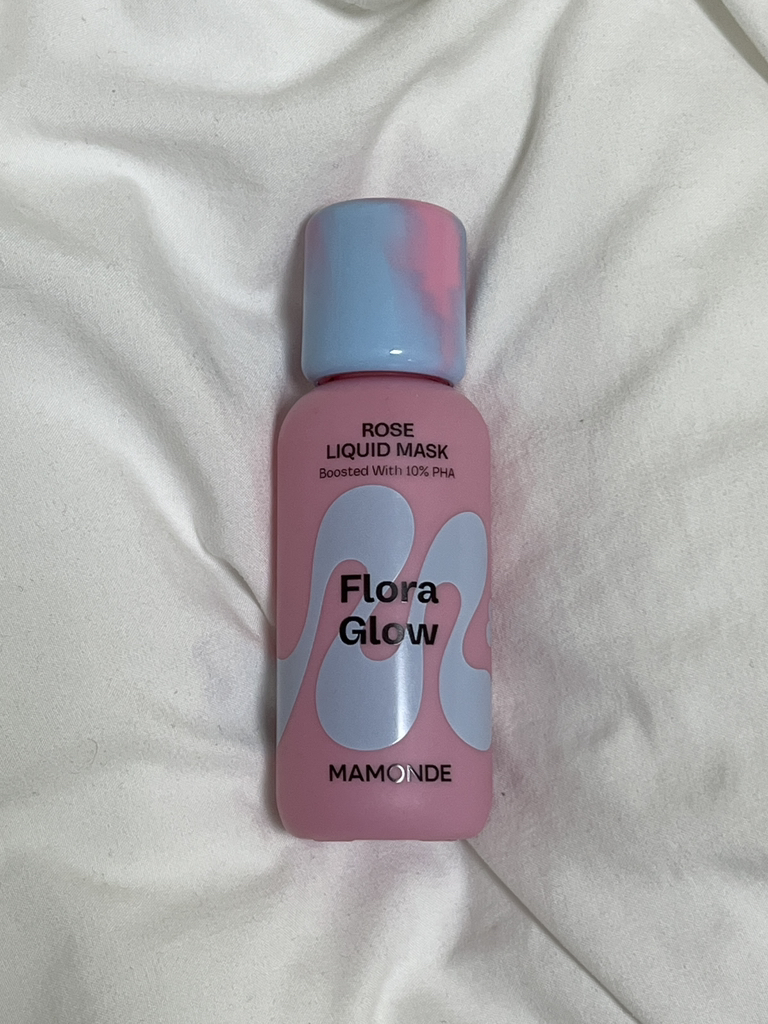 ROSE
LIQUID MASK
Boosted With 10% PHA
Flora
Glow
MAMONDE